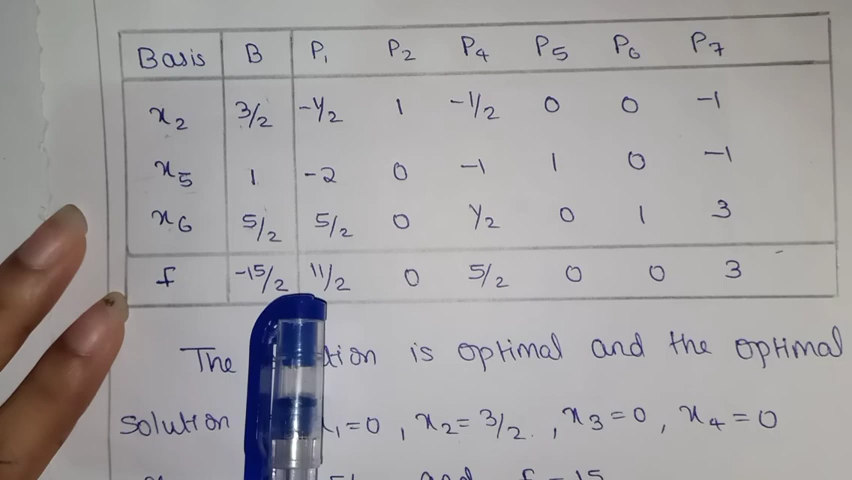 Basis B P₁ P₂ P₄ P₅ P₆ P₇
x₂ 3/2 -1/2 1 -1/2 0 0 -1
x₅ 1 -2 0 -1 1 0 -1
x₆ 5/2 5/2 0 1/2 0 1 3
f -15/2 11/2 0 5/2 0 0 3
The is optimal and the optimal
solution =0, x₂=3/2, x₃=0, x₄=0
and